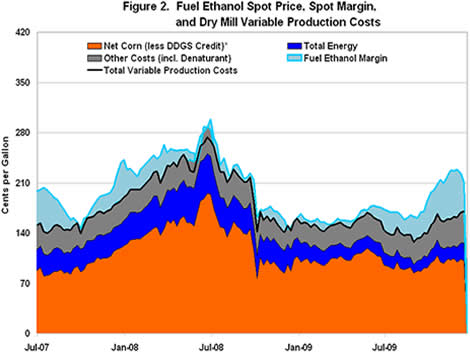 Figure 2. Fuel Ethanol Spot Price, Spot Margin,
and Dry Mill Variable Production Costs
Net Corn (less DDGS Credit)*
Total Energy
Other Costs (incl. Denaturant)
Fuel Ethanol Margin
Total Variable Production Costs
Cents per Gallon
420
350
280
210
140
70
0
Jul-07
Jan-08
Jul-08
Jan-09
Jul-09